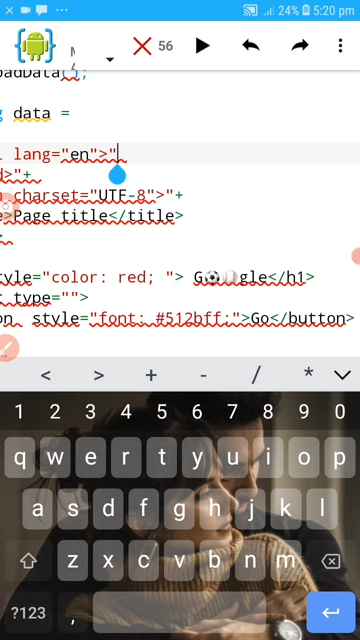 24% 5:20 pm
56
oadData();
g data =
l lang="en">"
d>"+
charset="UTF-8">"+
e>Page title</title>
>
tyle="color: red; "> G⚽⚾gle</h1>
t type="">
on style="font: #512bff;">Go</button>
< > + - / *
1 2 3 4 5 6 7 8 9 0
q w e r t y u i o p
a s d f g h j k l
z x c v b n m
?123 , .